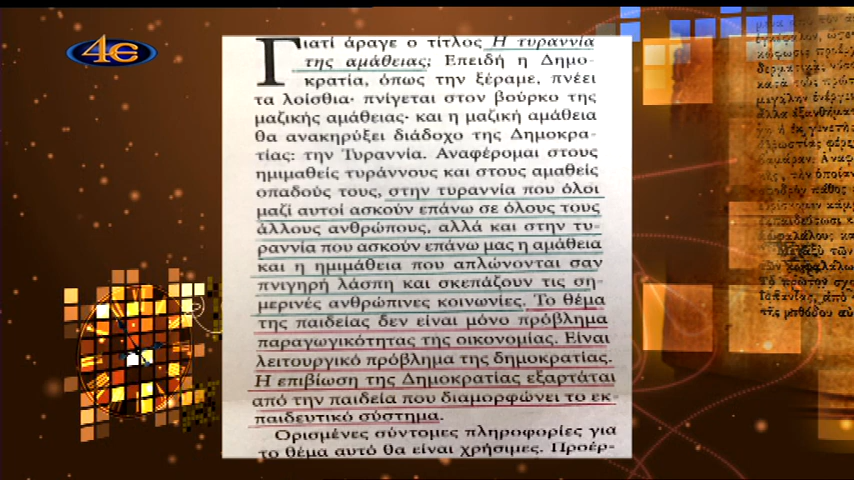 4ε
Γιατί άραγε ο τίτλος Η τυραννία
της αμάθειας; Επειδή η Δημο-
κρατία, όπως την ξέραμε, πνέει
τα λοίσθια· πνίγεται στον βούρκο της
μαζικής αμάθειας· και η μαζική αμάθεια
θα ανακηρύξει διάδοχο της Δημοκρα-
τίας: την Τυραννία. Αναφέρομαι στους
ημιμαθείς τυράννους και στους αμαθείς
οπαδούς τους, στην τυραννία που όλοι
μαζί αυτοί ασκούν επάνω σε όλους τους
άλλους ανθρώπους, αλλά και στην τυ-
ραννία που ασκούν επάνω μας η αμάθεια
και η ημιμάθεια που απλώνονται σαν
πνιγηρή λάσπη και σκεπάζουν τις ση-
μερινές ανθρώπινες κοινωνίες. Το θέμα
της παιδείας δεν είναι μόνο πρόβλημα
παραγωγικότητας της οικονομίας. Είναι
λειτουργικό πρόβλημα της δημοκρατίας.
Η επιβίωση της Δημοκρατίας εξαρτάται
από την παιδεία που διαμορφώνει το εκ-
παιδευτικό σύστημα.
Ορισμένες σύντομες πληροφορίες για
το θέμα αυτό θα είναι χρήσιμες. Προέρ-